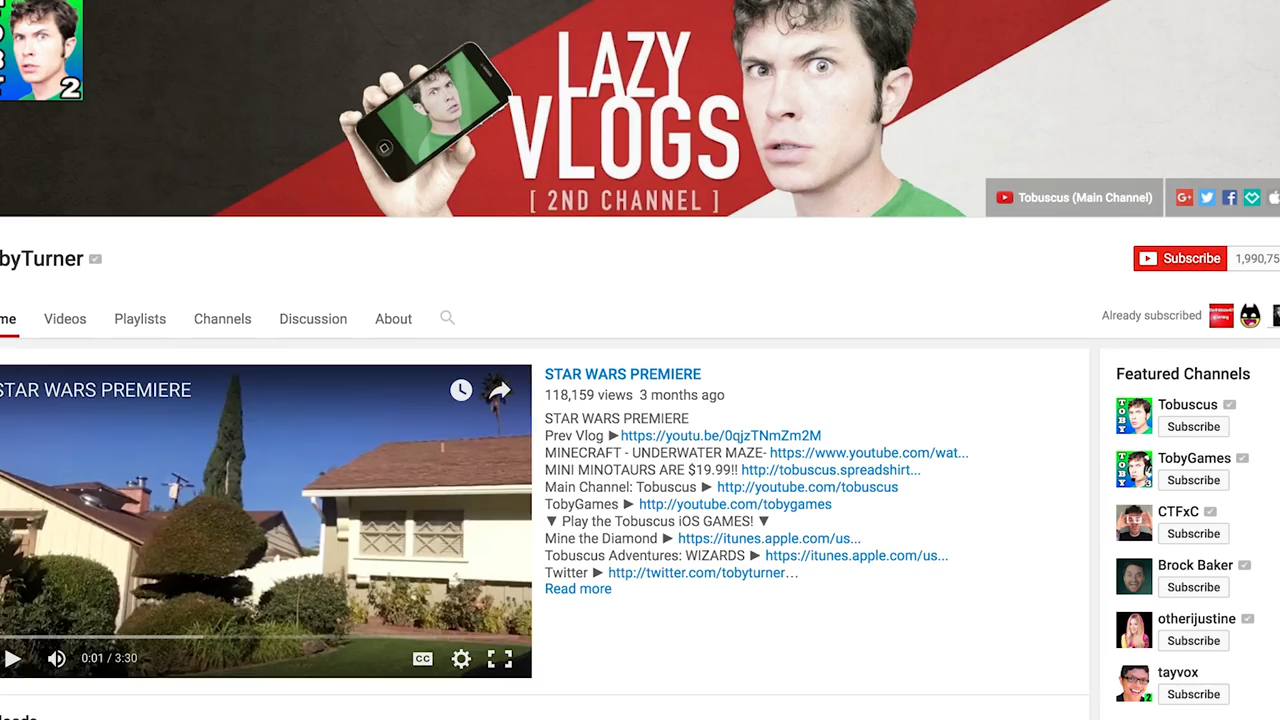 2
LAZY
VLOGS
[ 2ND CHANNEL ]
Tobuscus (Main Channel)
byTurner
Subscribe 1,990,75
me Videos Playlists Channels Discussion About
Already subscribed
STAR WARS PREMIERE
0:01 / 3:30
CC
STAR WARS PREMIERE
118,159 views 3 months ago
STAR WARS PREMIERE
Prev Vlog ►https://youtu.be/0qjzTNmZm2M
MINECRAFT - UNDERWATER MAZE- https://www.youtube.com/wat...
MINI MINOTAURS ARE $19.99!! http://tobuscus.spreadshirt...
Main Channel: Tobuscus ► http://youtube.com/tobuscus
TobyGames ► http://youtube.com/tobygames
▼ Play the Tobuscus iOS GAMES! ▼
Mine the Diamond ► https://itunes.apple.com/us...
Tobuscus Adventures: WIZARDS ► https://itunes.apple.com/us...
Twitter ► http://twitter.com/tobyturner…
Read more
Featured Channels
Tobuscus
Subscribe
TobyGames
Subscribe
CTFxC
Subscribe
Brock Baker
Subscribe
otherijustine
Subscribe
tayvox
Subscribe